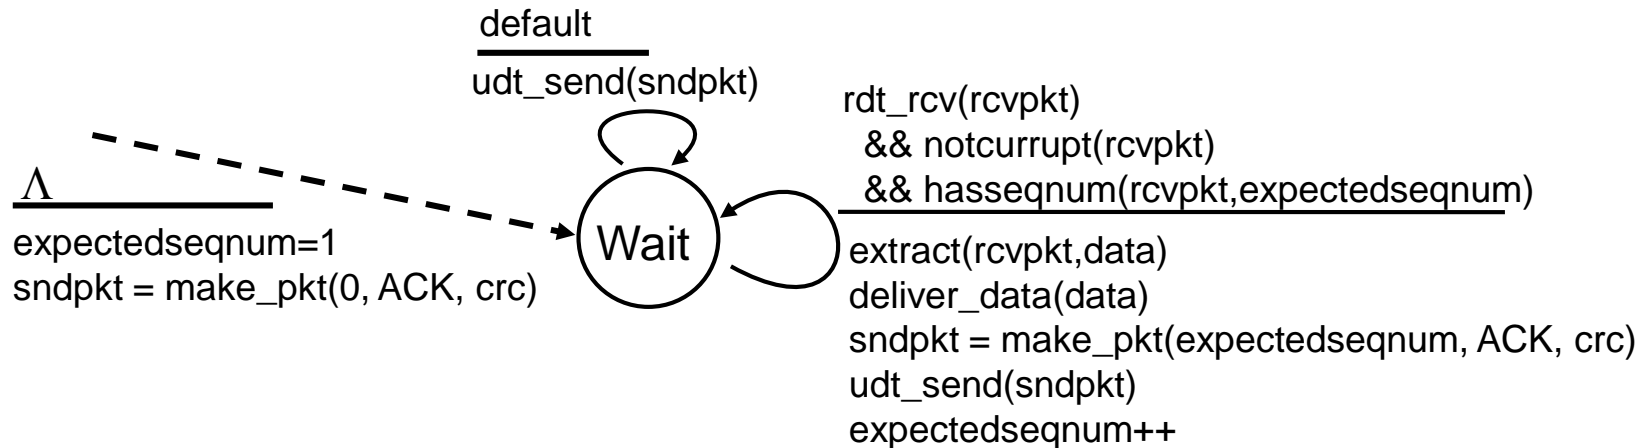 default
udt_send(sndpkt)
Λ
expectedseqnum=1
sndpkt = make_pkt(0, ACK, crc)
Wait
rdt_rcv(rcvpkt)
&& notcurrupt(rcvpkt)
&& hasseqnum(rcvpkt,expectedseqnum)
extract(rcvpkt,data)
deliver_data(data)
sndpkt = make_pkt(expectedseqnum, ACK, crc)
udt_send(sndpkt)
expectedseqnum++